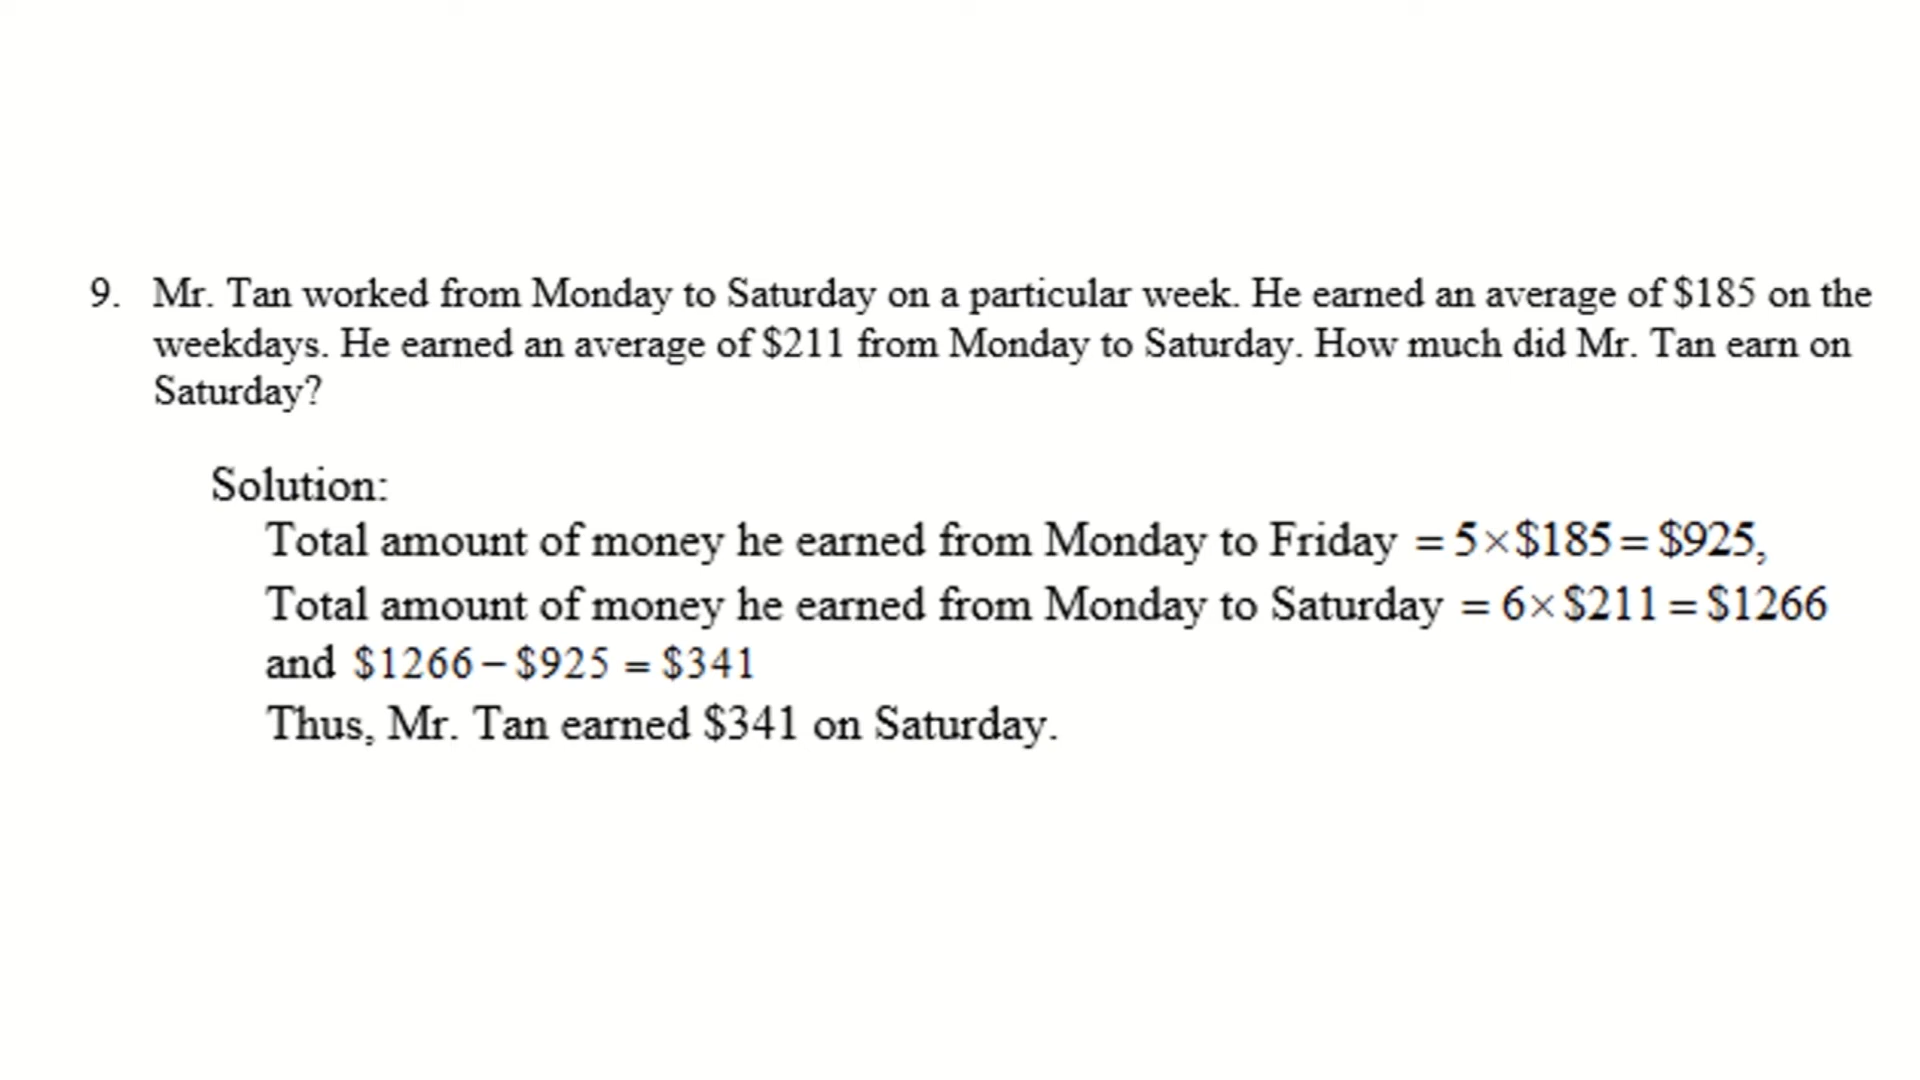 9. Mr. Tan worked from Monday to Saturday on a particular week. He earned an average of $185 on the
weekdays. He earned an average of $211 from Monday to Saturday. How much did Mr. Tan earn on
Saturday?
Solution:
Total amount of money he earned from Monday to Friday = 5×$185 = $925,
Total amount of money he earned from Monday to Saturday = 6×$211 = $1266
and $1266 – $925 = $341
Thus, Mr. Tan earned $341 on Saturday.